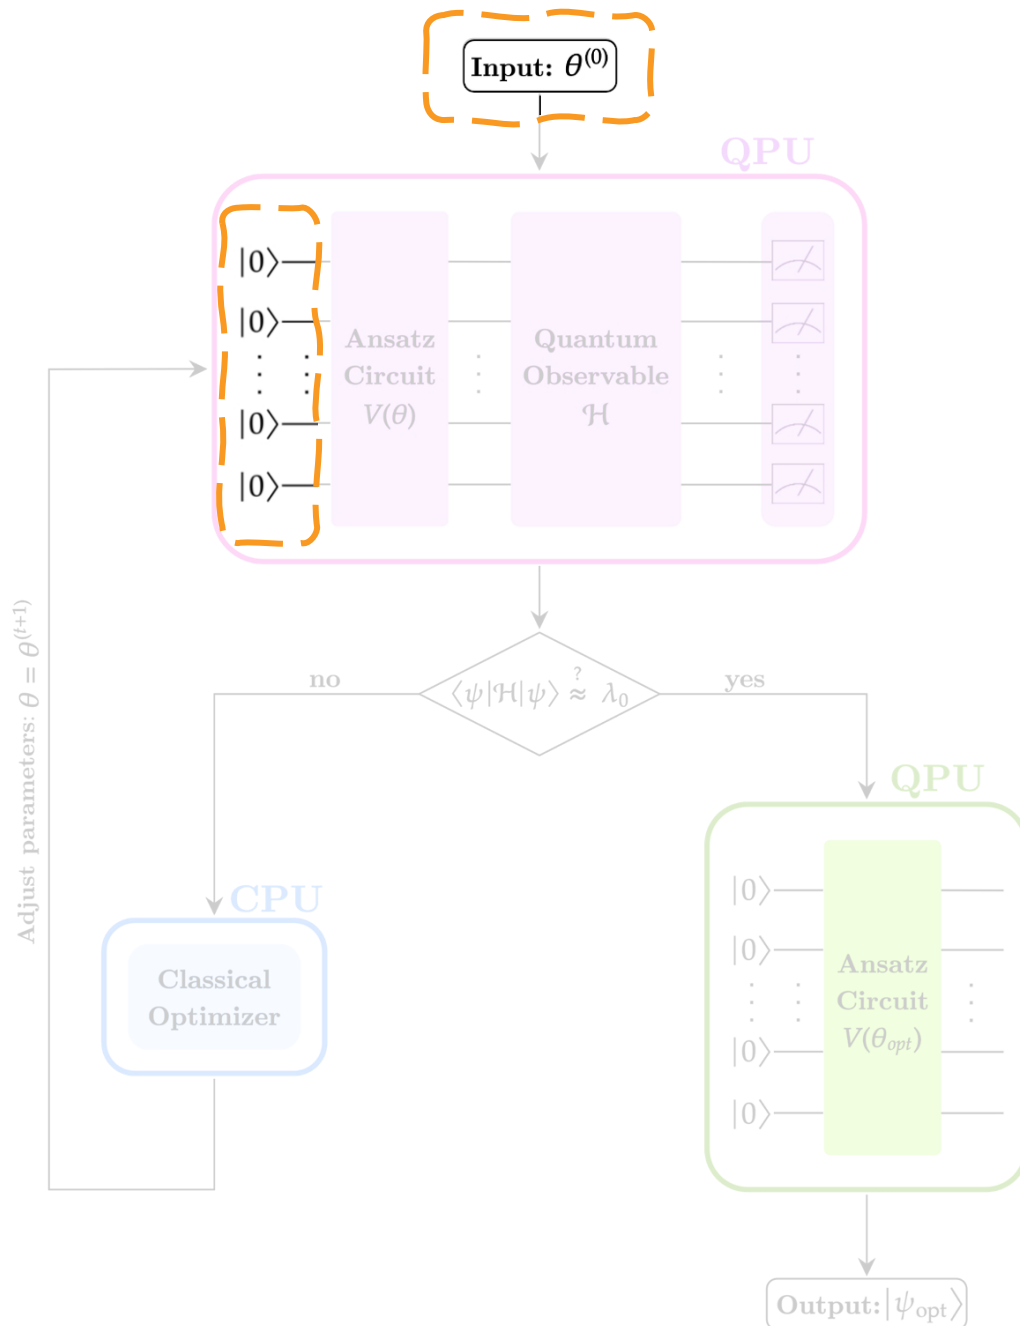 Input: θ⁽⁰⁾
QPU
|0⟩
|0⟩
|0⟩
|0⟩
Ansatz
Circuit
V(θ)
Quantum
Observable
ℋ
Adjust parameters: θ = θ⁽ᵗ⁺¹⁾
no
⟨ψ|ℋ|ψ⟩ ≈? λ₀
yes
QPU
CPU
Classical
Optimizer
|0⟩
|0⟩
|0⟩
|0⟩
Ansatz
Circuit
V(θ_opt)
Output: |ψ_opt⟩